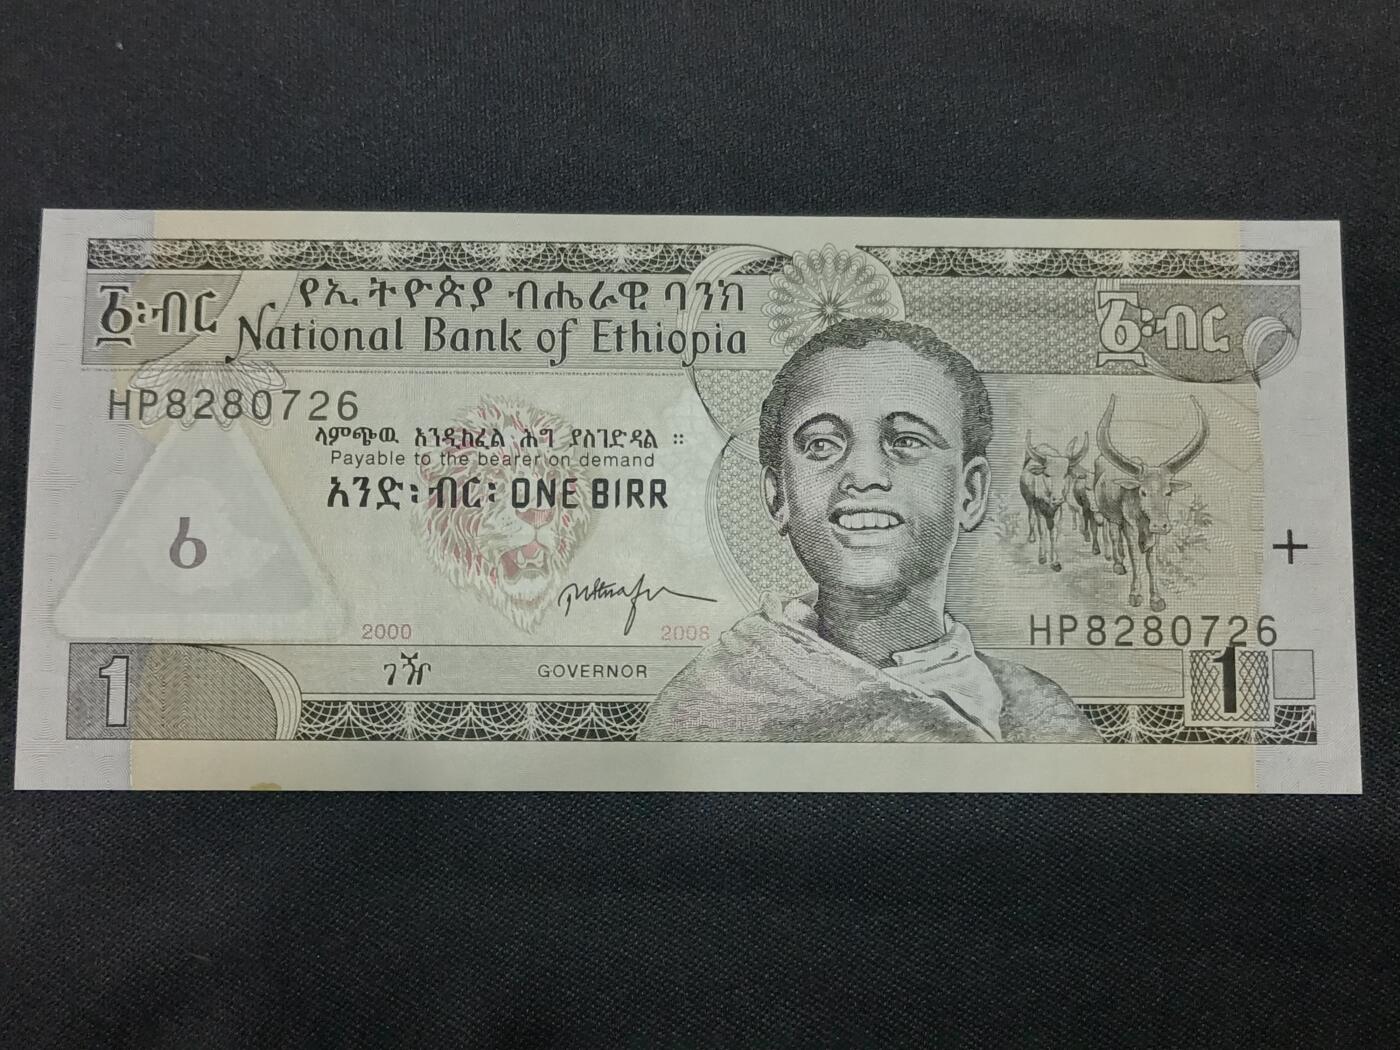 የኢትዮጵያ ብሔራዊ ባንክ
፩፡ብር
National Bank of Ethiopia
፩፡ብር
HP8280726
ላምጭዉ እንዲከፈል ሕግ ያስገድዳል ።
Payable to the bearer on demand
አንድ፡ ብር፡ ONE BIRR
6
2000 2008
HP8280726
1
ገዥ GOVERNOR
1